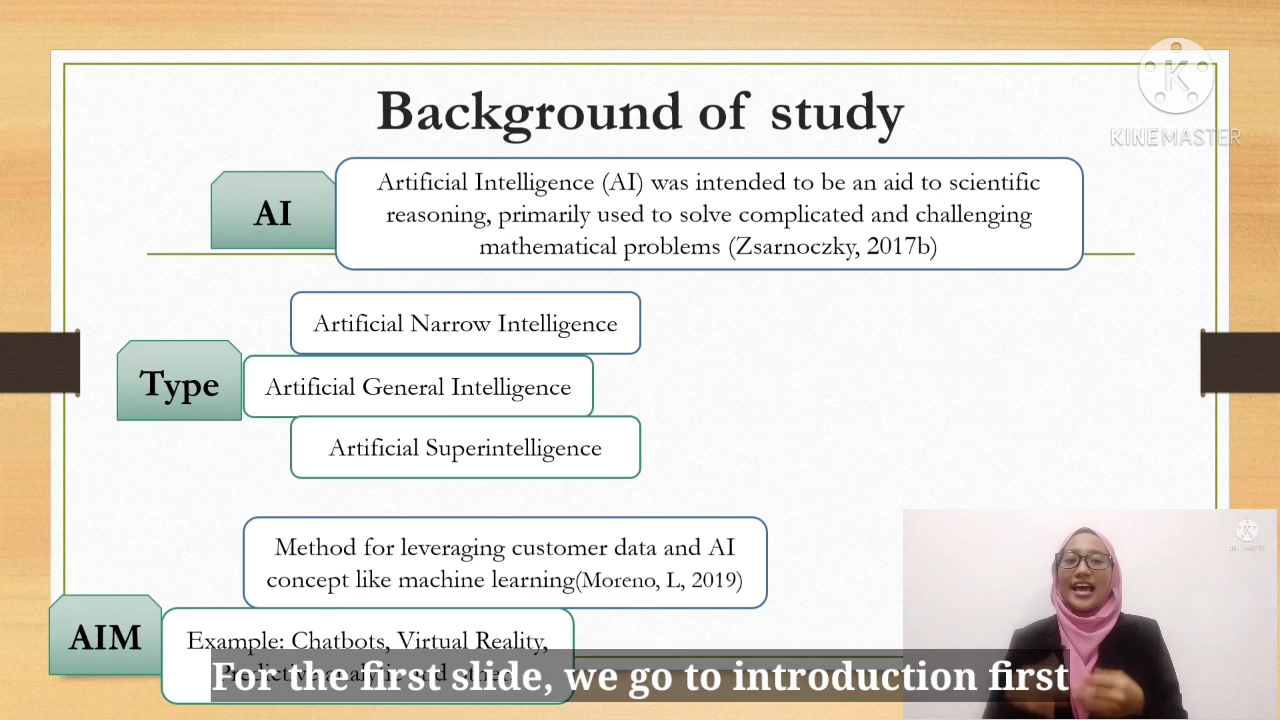 Background of study
KINEMASTER
AI
Artificial Intelligence (AI) was intended to be an aid to scientific
reasoning, primarily used to solve complicated and challenging
mathematical problems (Zsarnoczky, 2017b)
Type
Artificial Narrow Intelligence
Artificial General Intelligence
Artificial Superintelligence
AIM
Method for leveraging customer data and AI
concept like machine learning(Moreno, L, 2019)
Example: Chatbots, Virtual Reality,
For the first slide, we go to introduction first